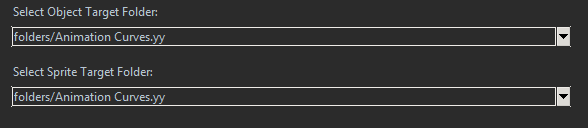 Select Object Target Folder:
folders/Animation Curves.yy
Select Sprite Target Folder:
folders/Animation Curves.yy